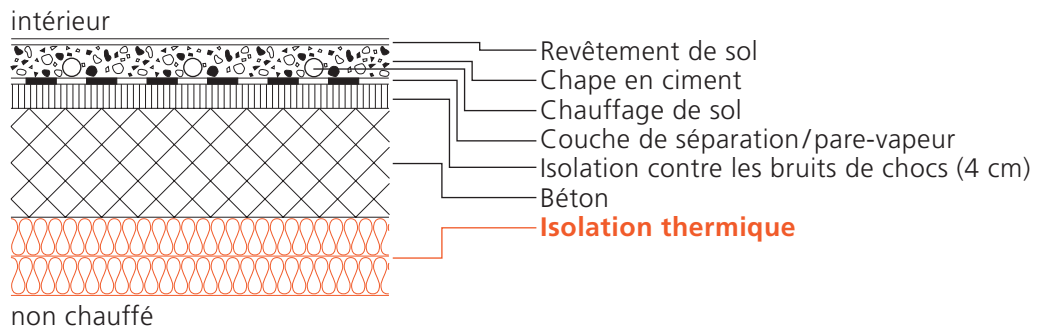 intérieur
Revêtement de sol
Chape en ciment
Chauffage de sol
Couche de séparation/pare-vapeur
Isolation contre les bruits de chocs (4 cm)
Béton
Isolation thermique
non chauffé